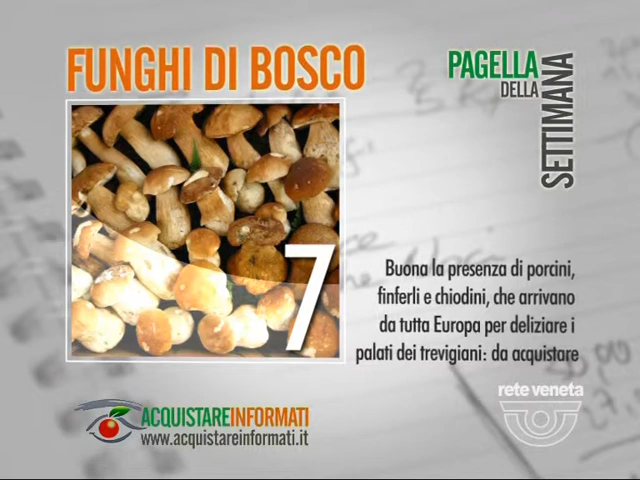 FUNGHI DI BOSCO
PAGELLA
DELLA
SETTIMANA
7
Buona la presenza di porcini,
finferli e chiodini, che arrivano
da tutta Europa per deliziare i
palati dei trevigiani: da acquistare
ACQUISTAREINFORMATI
www.acquistareinformati.it
rete veneta